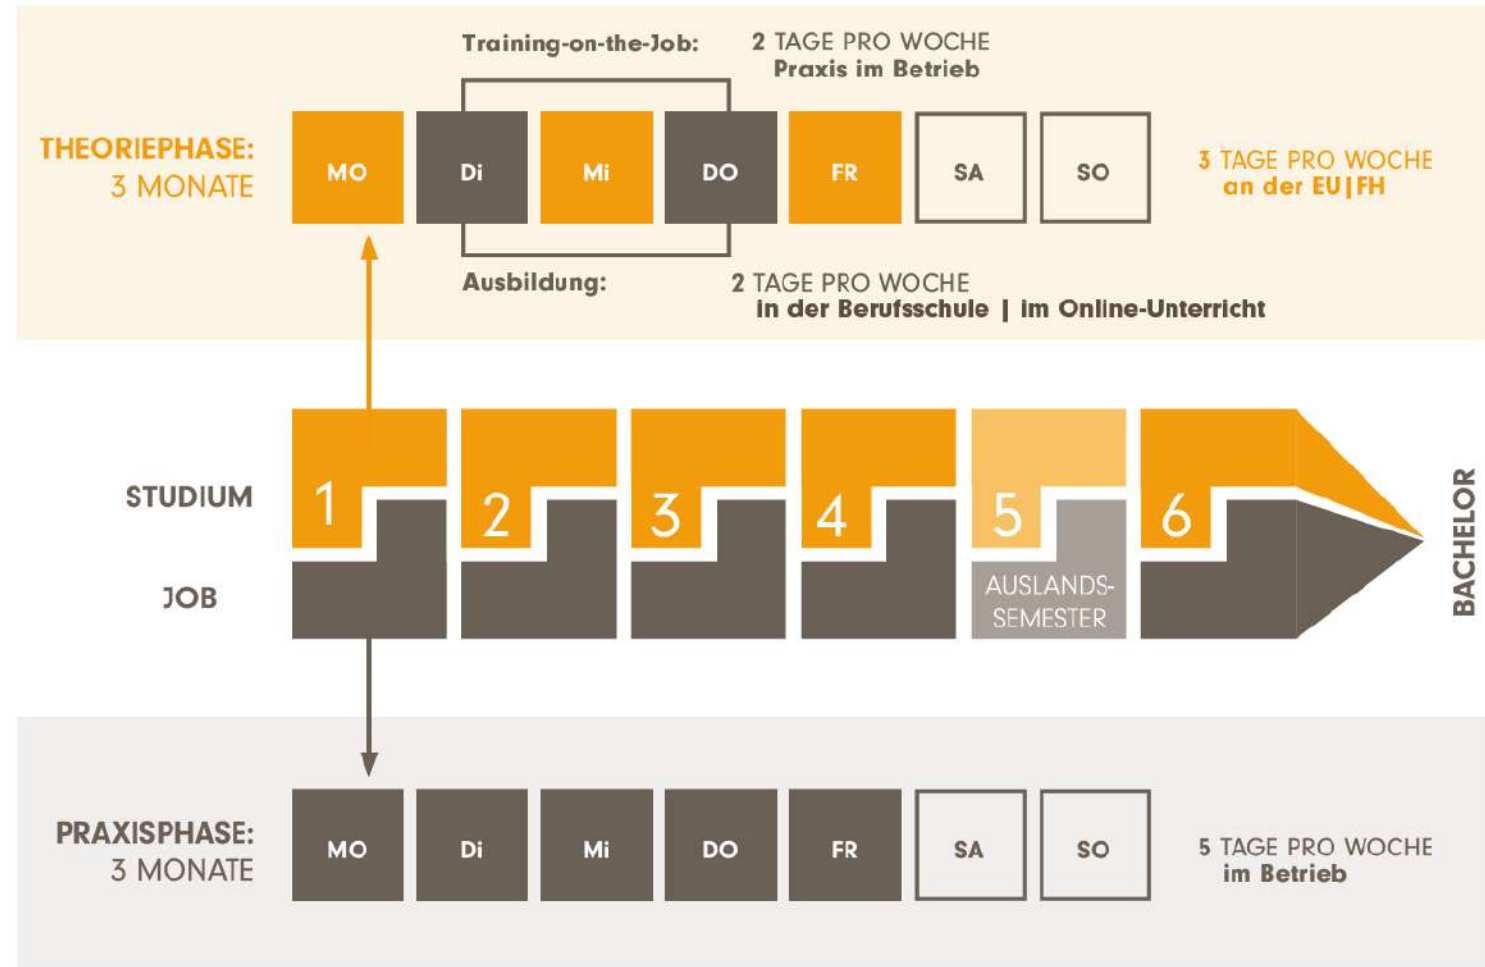 Training-on-the-Job: 2 TAGE PRO WOCHE
Praxis im Betrieb
THEORIEPHASE:
3 MONATE
MO Di Mi DO FR SA SO
3 TAGE PRO WOCHE
an der EU|FH
Ausbildung: 2 TAGE PRO WOCHE
in der Berufsschule | im Online-Unterricht
STUDIUM
1 2 3 4 5 6
JOB
AUSLANDS-
SEMESTER
BACHELOR
PRAXISPHASE:
3 MONATE
MO Di Mi DO FR SA SO
5 TAGE PRO WOCHE
im Betrieb